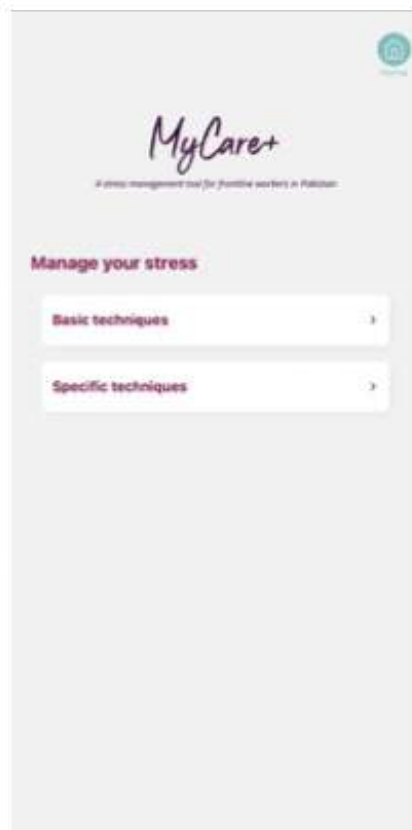 Home
MyCare+
A stress management tool for frontline workers in Pakistan
Manage your stress
Basic techniques
Specific techniques